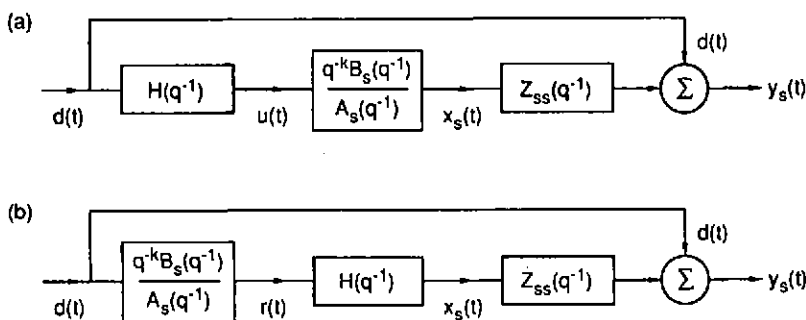 (a)
d(t)
q⁻ᵏBₛ(q⁻¹)
H(q⁻¹)
Aₛ(q⁻¹)
Zₛₛ(q⁻¹)
Σ
yₛ(t)
d(t)
u(t)
xₛ(t)
(b)
d(t)
q⁻ᵏBₛ(q⁻¹)
Aₛ(q⁻¹)
H(q⁻¹)
Zₛₛ(q⁻¹)
Σ
yₛ(t)
d(t)
r(t)
xₛ(t)